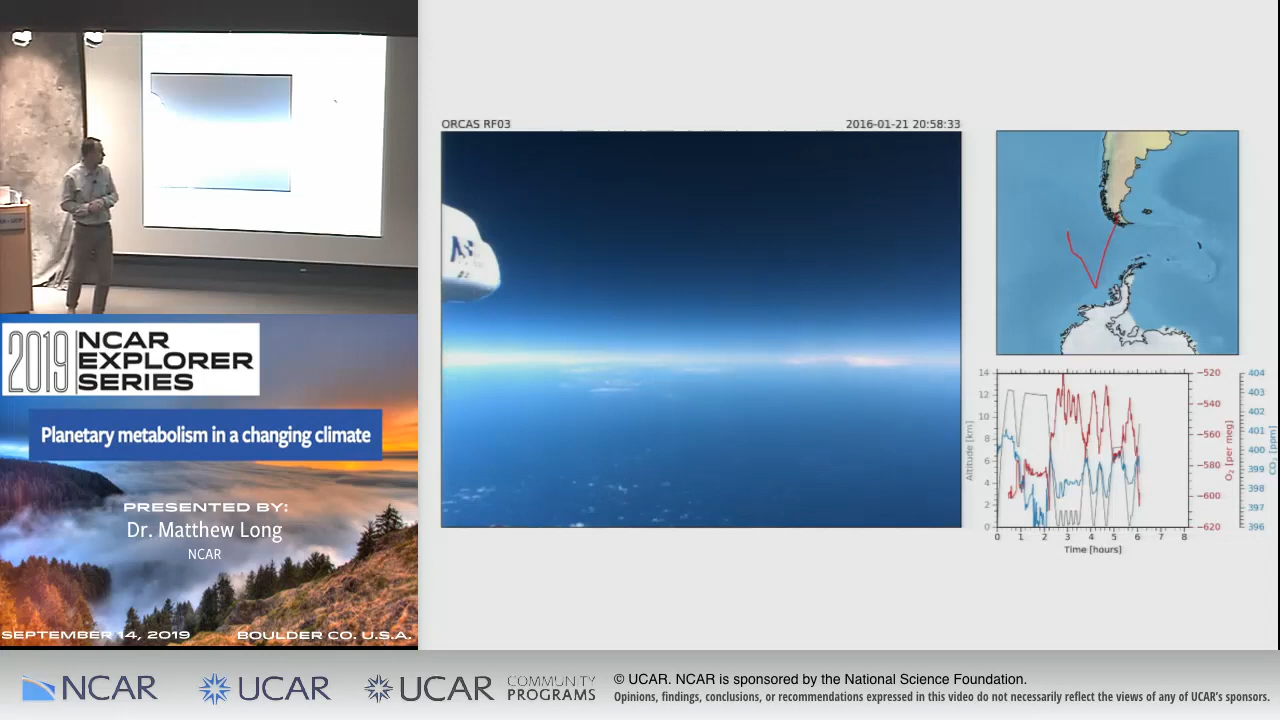 2019
NCAR
EXPLORER
SERIES
Planetary metabolism in a changing climate
PRESENTED BY:
Dr. Matthew Long
NCAR
SEPTEMBER 14, 2019
BOULDER CO. U.S.A.
ORCAS RF03
2016-01-21 20:58:33
14
12
10
8
6
4
2
0
Altitude [km]
0 1 2 3 4 5 6 7 8
Time [hours]
−520
−540
−560
−580
−600
−620
O₂ [per meg]
404
403
402
401
400
399
398
397
396
CO₂ [ppm]
NCAR
UCAR
UCAR
COMMUNITY
PROGRAMS
© UCAR. NCAR is sponsored by the National Science Foundation.
Opinions, findings, conclusions, or recommendations expressed in this video do not necessarily reflect the views of any of UCAR's sponsors.